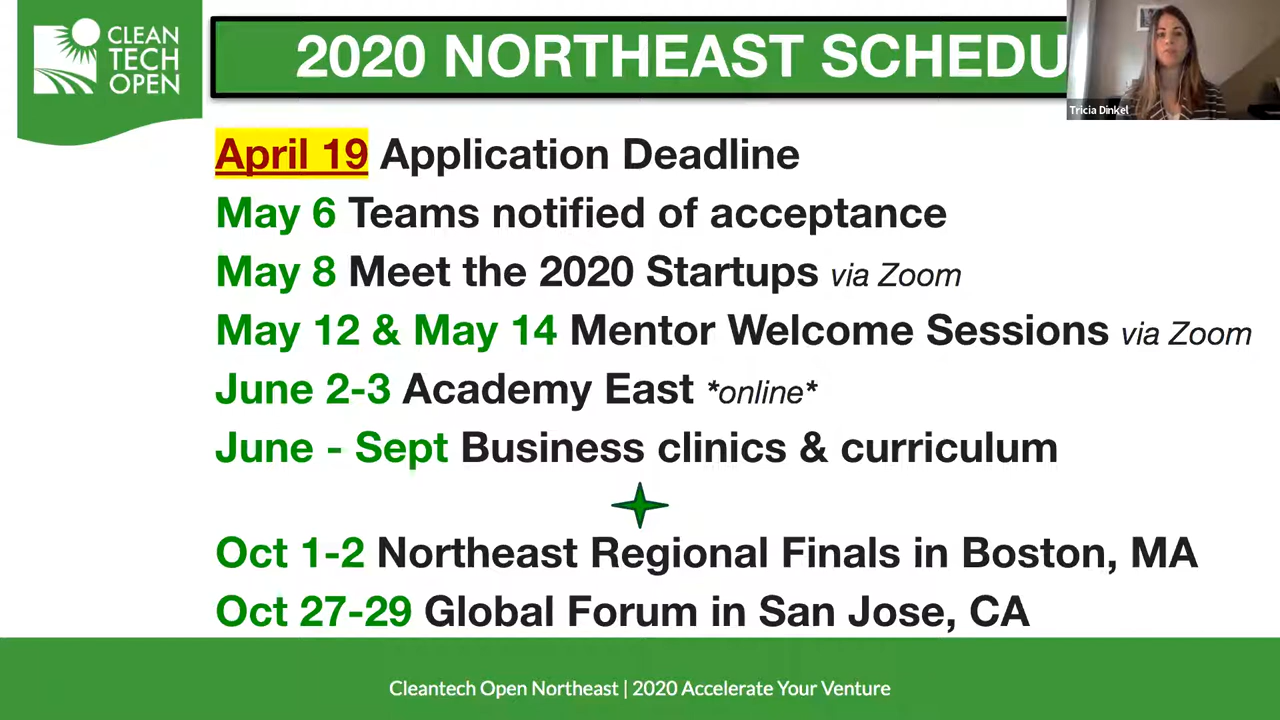 CLEAN
TECH
OPEN
2020 NORTHEAST SCHEDU
Tricia Dinkel
April 19 Application Deadline
May 6 Teams notified of acceptance
May 8 Meet the 2020 Startups via Zoom
May 12 & May 14 Mentor Welcome Sessions via Zoom
June 2-3 Academy East *online*
June - Sept Business clinics & curriculum
Oct 1-2 Northeast Regional Finals in Boston, MA
Oct 27-29 Global Forum in San Jose, CA
Cleantech Open Northeast | 2020 Accelerate Your Venture